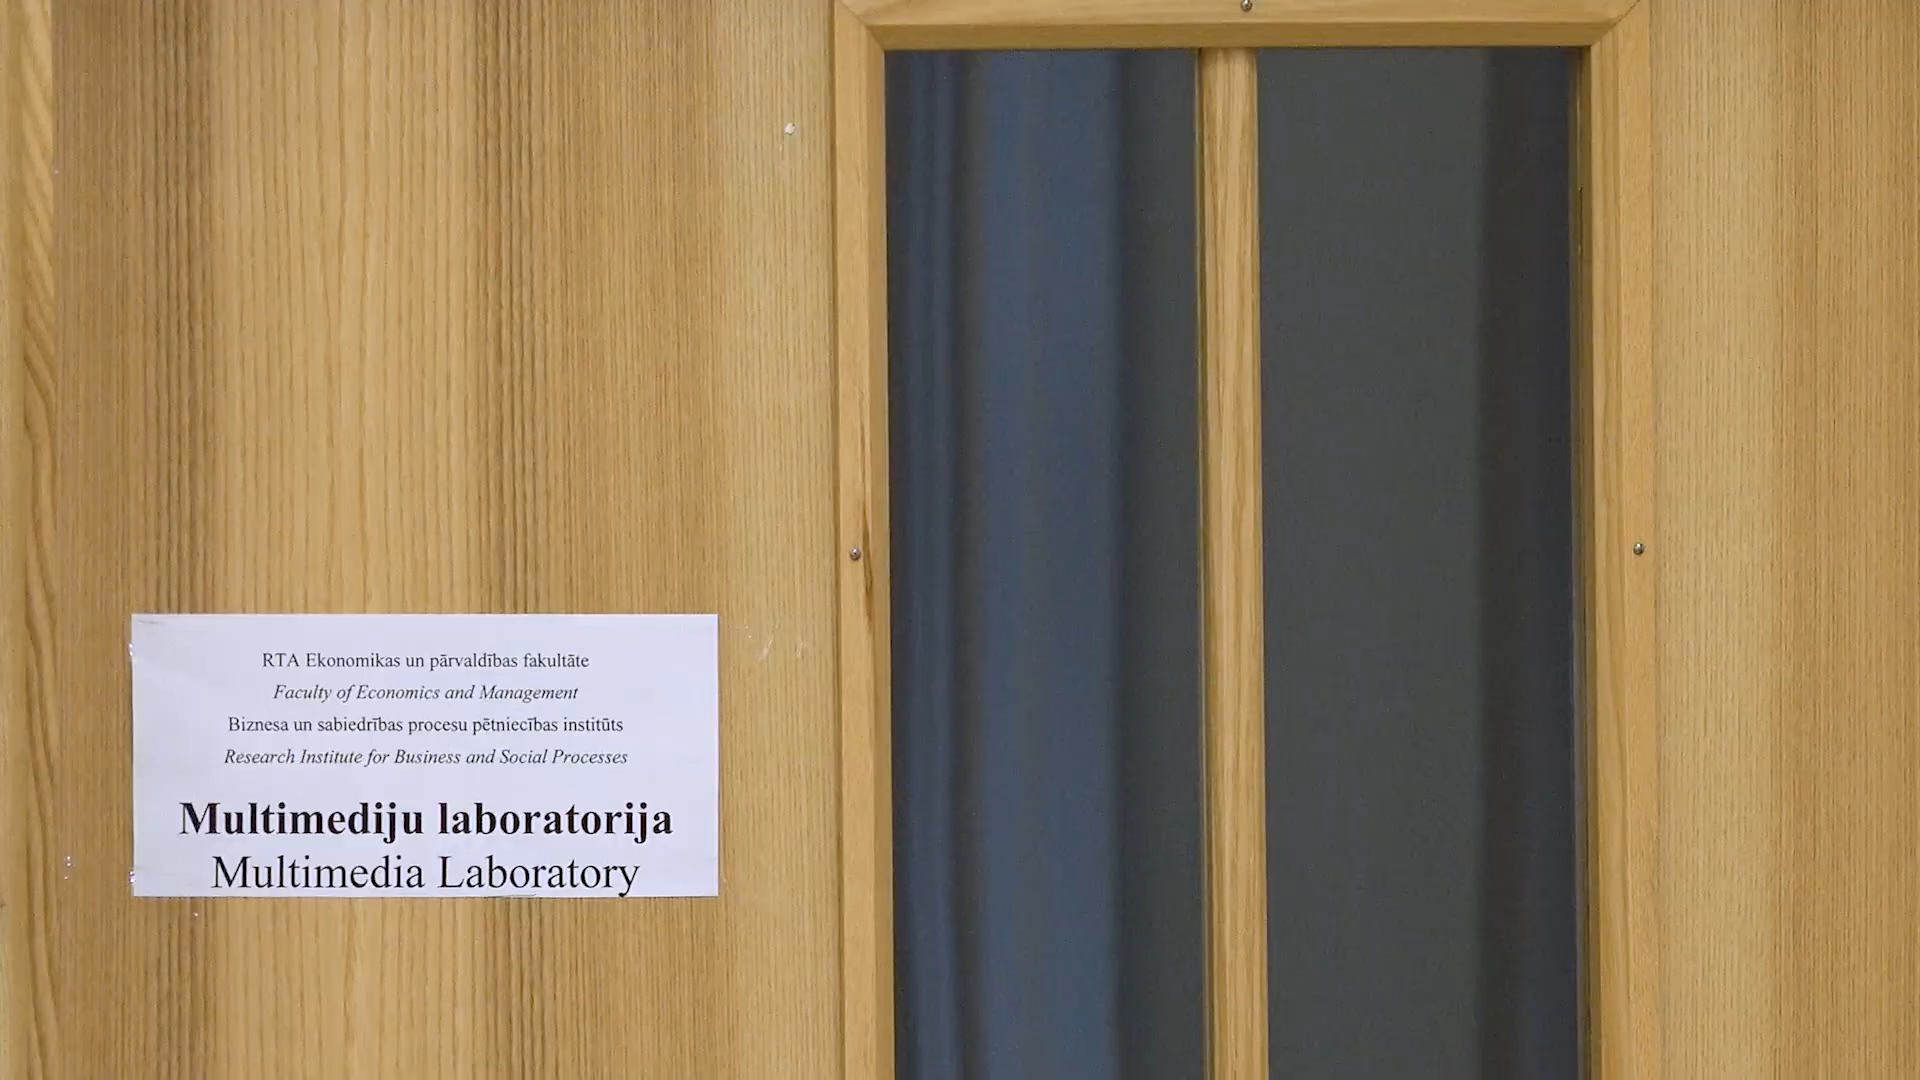 RTA Ekonomikas un pārvaldības fakultāte
Faculty of Economics and Management
Biznesa un sabiedrības procesu pētniecības institūts
Research Institute for Business and Social Processes
Multimediju laboratorija
Multimedia Laboratory